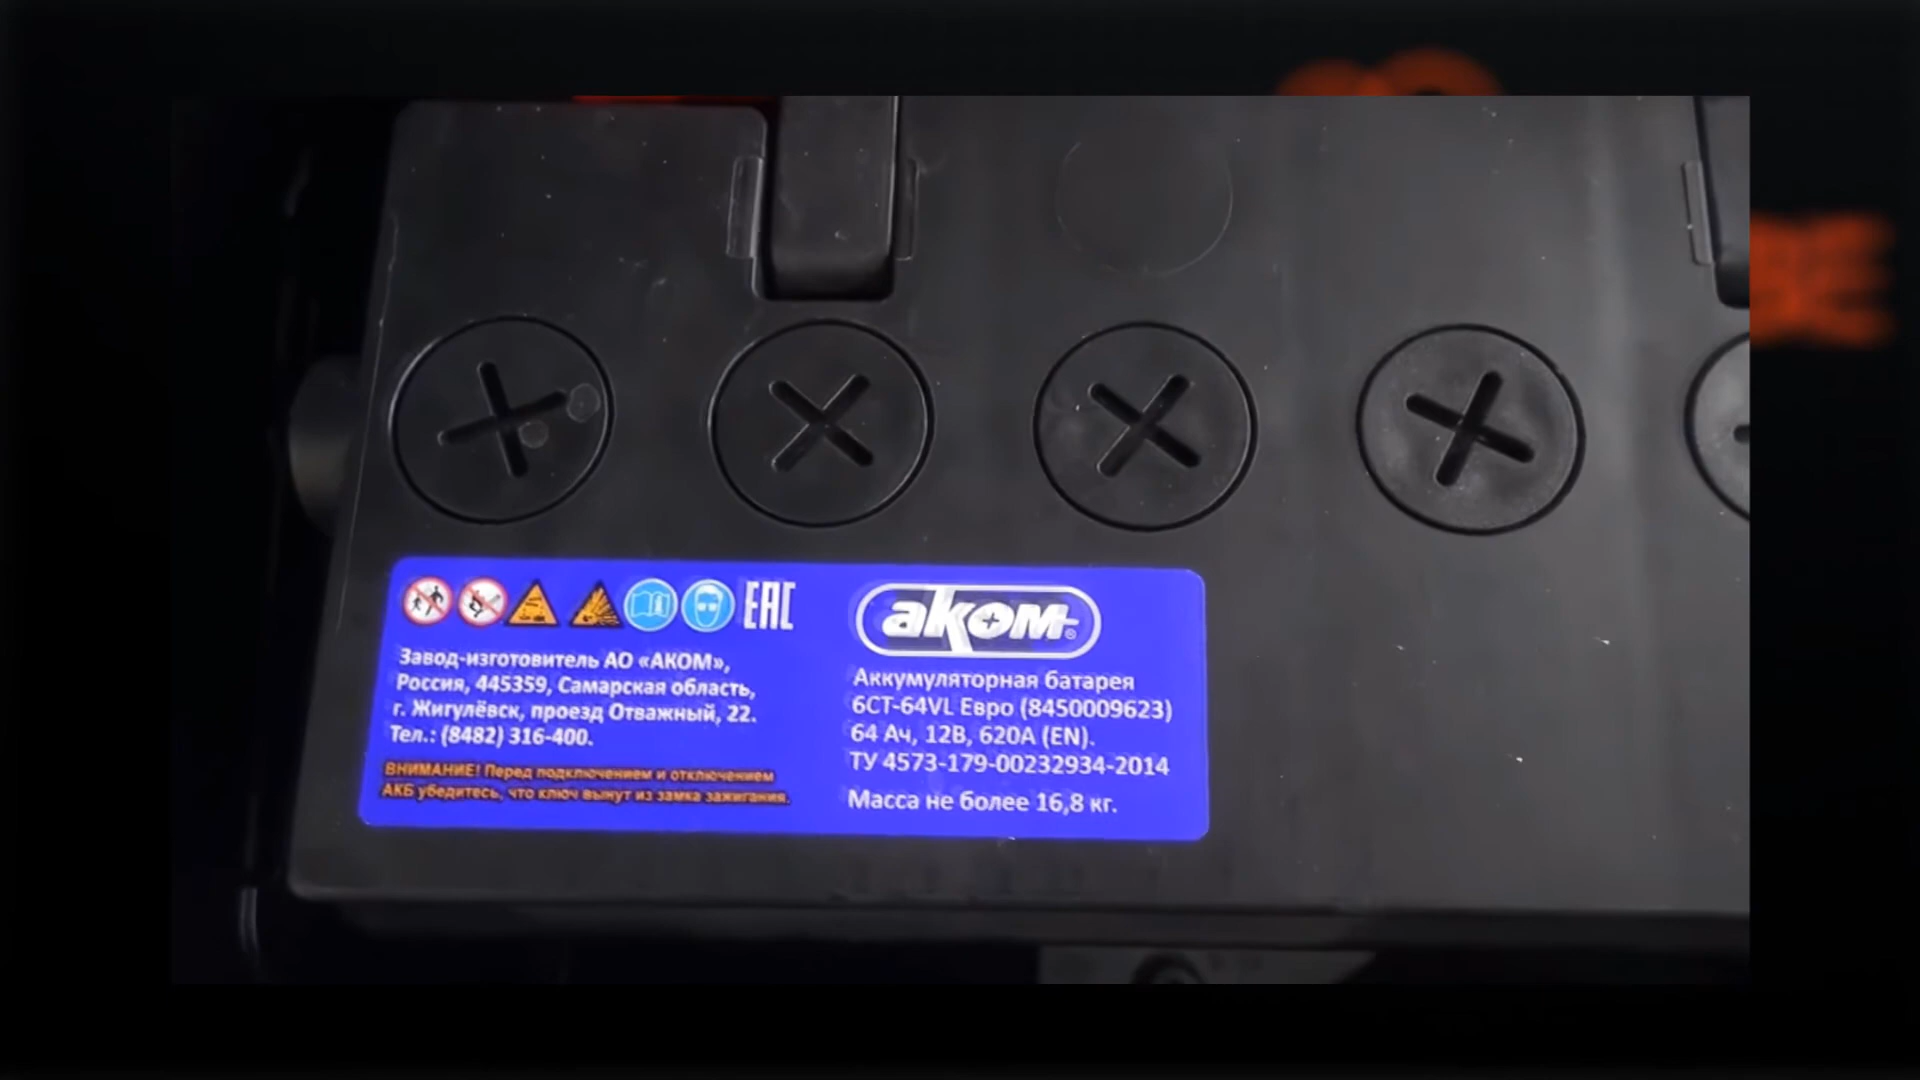 ЕАС
Завод-изготовитель АО «АКОМ»,
Россия, 445359, Самарская область,
г. Жигулёвск, проезд Отважный, 22.
Тел.: (8482) 316-400.
ВНИМАНИЕ! Перед подключением и отключением
АКБ убедитесь, что ключ вынут из замка зажигания.
аком®
Аккумуляторная батарея
6СТ-64VL Евро (8450009623)
64 Ач, 12В, 620А (EN).
ТУ 4573-179-00232934-2014
Масса не более 16,8 кг.